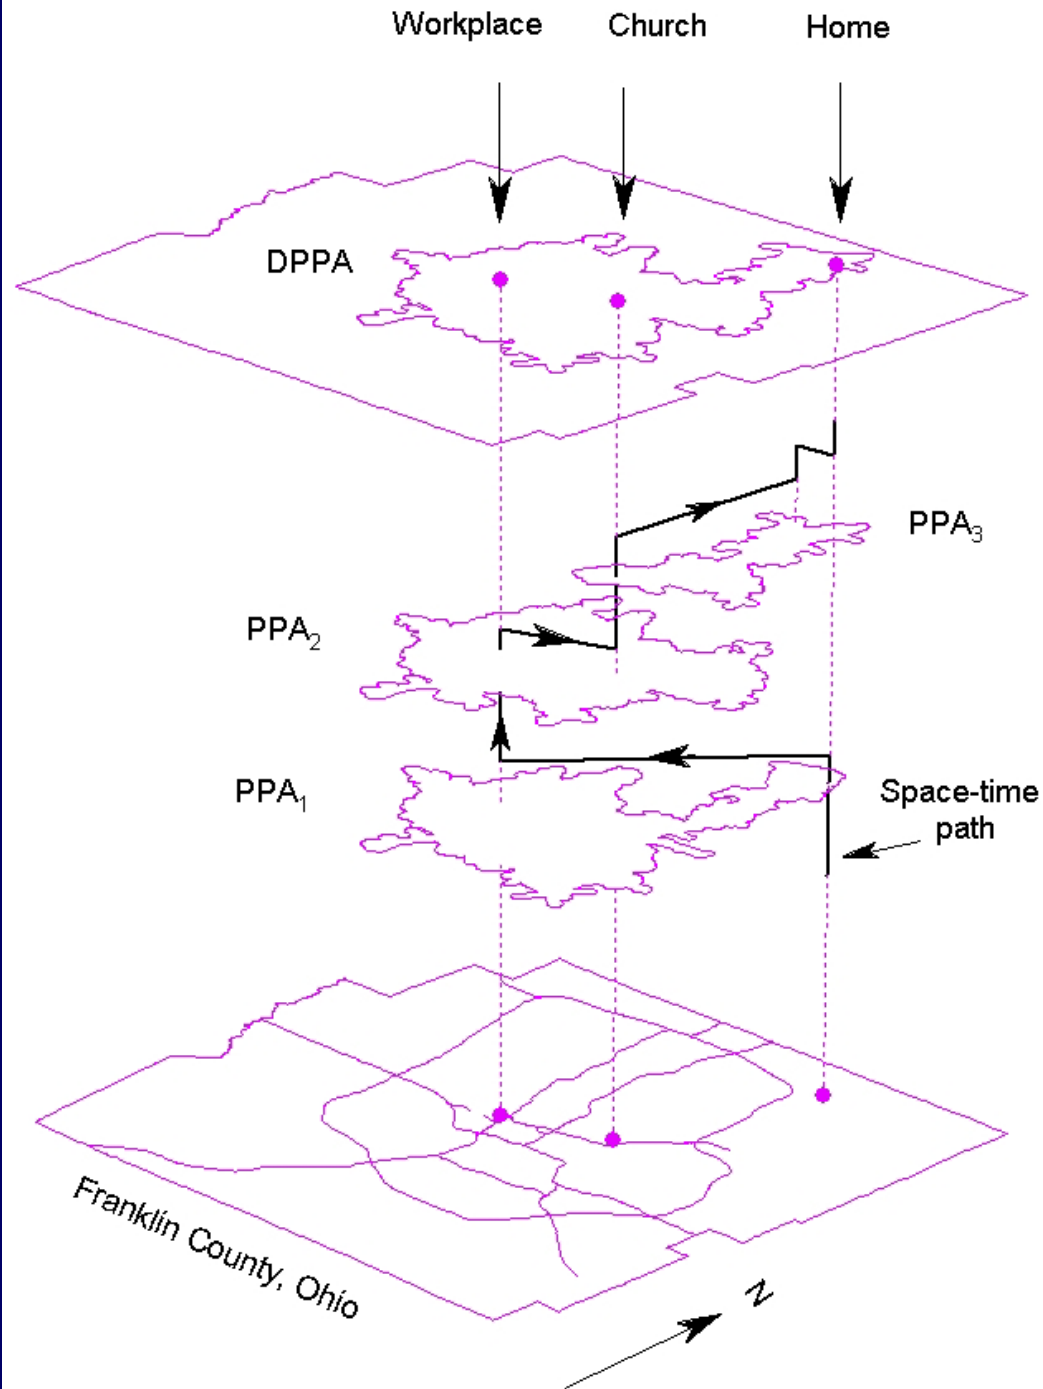 Workplace Church Home
DPPA
PPA3
PPA2
PPA1
Space-time
path
Franklin County, Ohio
N